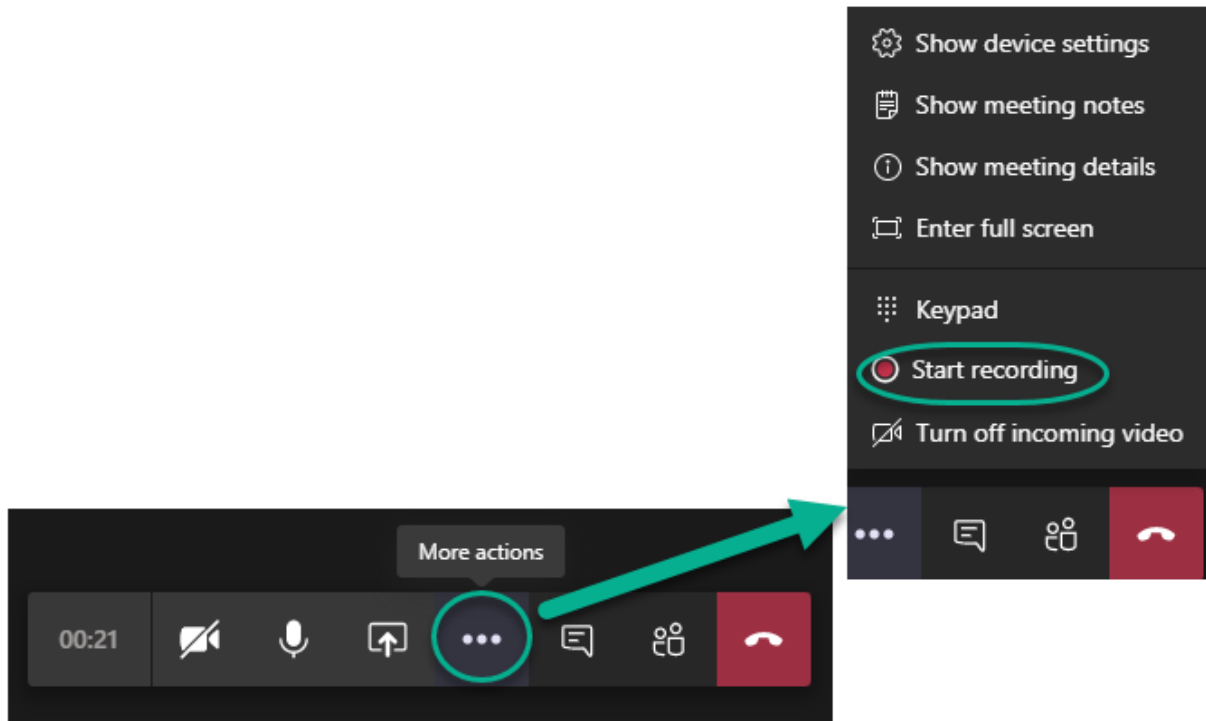 Show device settings
Show meeting notes
Show meeting details
Enter full screen
Keypad
Start recording
Turn off incoming video
More actions
00:21